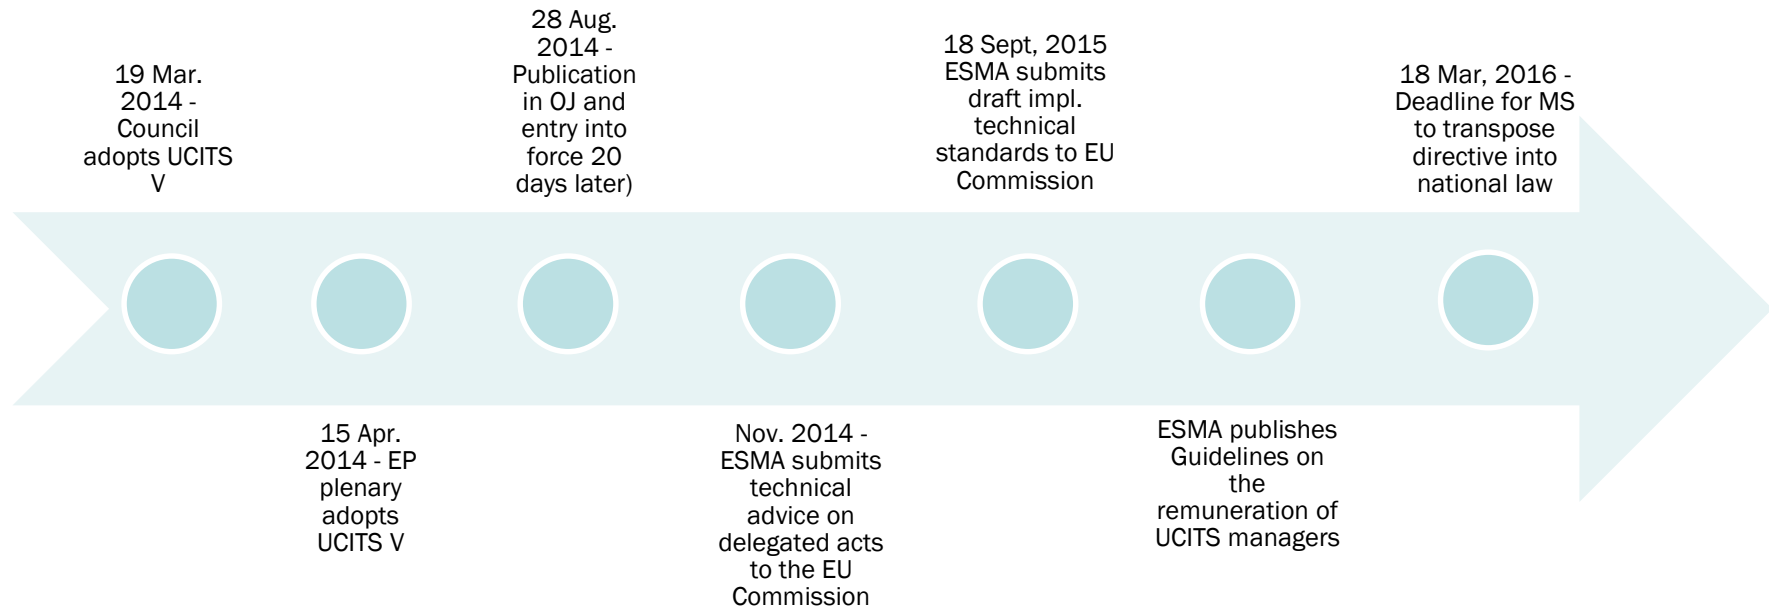 19 Mar.
2014 -
Council
adopts UCITS
V
15 Apr.
2014 - EP
plenary
adopts
UCITS V
28 Aug.
2014 -
Publication
in OJ and
entry into
force 20
days later)
Nov. 2014 -
ESMA submits
technical
advice on
delegated acts
to the EU
Commission
18 Sept, 2015
ESMA submits
draft impl.
technical
standards to EU
Commission
ESMA publishes
Guidelines on
the
remuneration of
UCITS managers
18 Mar, 2016 -
Deadline for MS
to transpose
directive into
national law